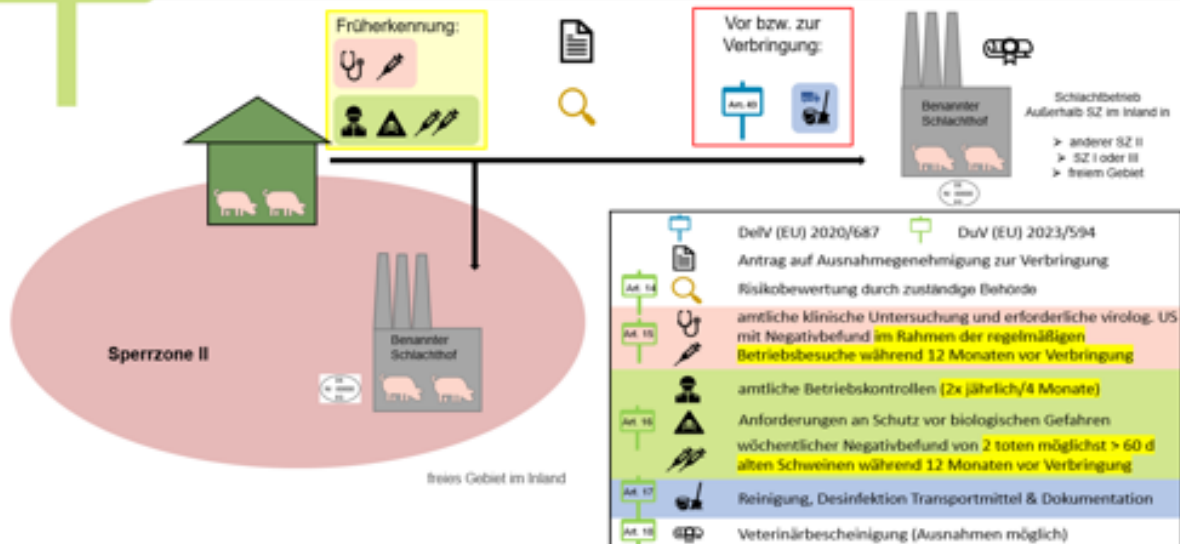 Früherkennung:
Vor bzw. zur
Verbringung:
Art. 43
Benannter
Schlachthof
Schlachtbetrieb
Außerhalb SZ im Inland in
➢ anderer SZ II
➢ SZ I oder III
➢ freiem Gebiet
Sperrzone II
Benannter
Schlachthof
freies Gebiet im Inland
DelV (EU) 2020/687
DuV (EU) 2023/594
Antrag auf Ausnahmegenehmigung zur Verbringung
Art. 14
Risikobewertung durch zuständige Behörde
Art. 15
amtliche klinische Untersuchung und erforderliche virolog. US
mit Negativbefund im Rahmen der regelmäßigen
Betriebsbesuche während 12 Monaten vor Verbringung
amtliche Betriebskontrollen (2x jährlich/4 Monate)
Art. 16
Anforderungen an Schutz vor biologischen Gefahren
wöchentlicher Negativbefund von 2 toten möglichst > 60 d
alten Schweinen während 12 Monaten vor Verbringung
Art. 17
Reinigung, Desinfektion Transportmittel & Dokumentation
Art. 18
Veterinärbescheinigung (Ausnahmen möglich)